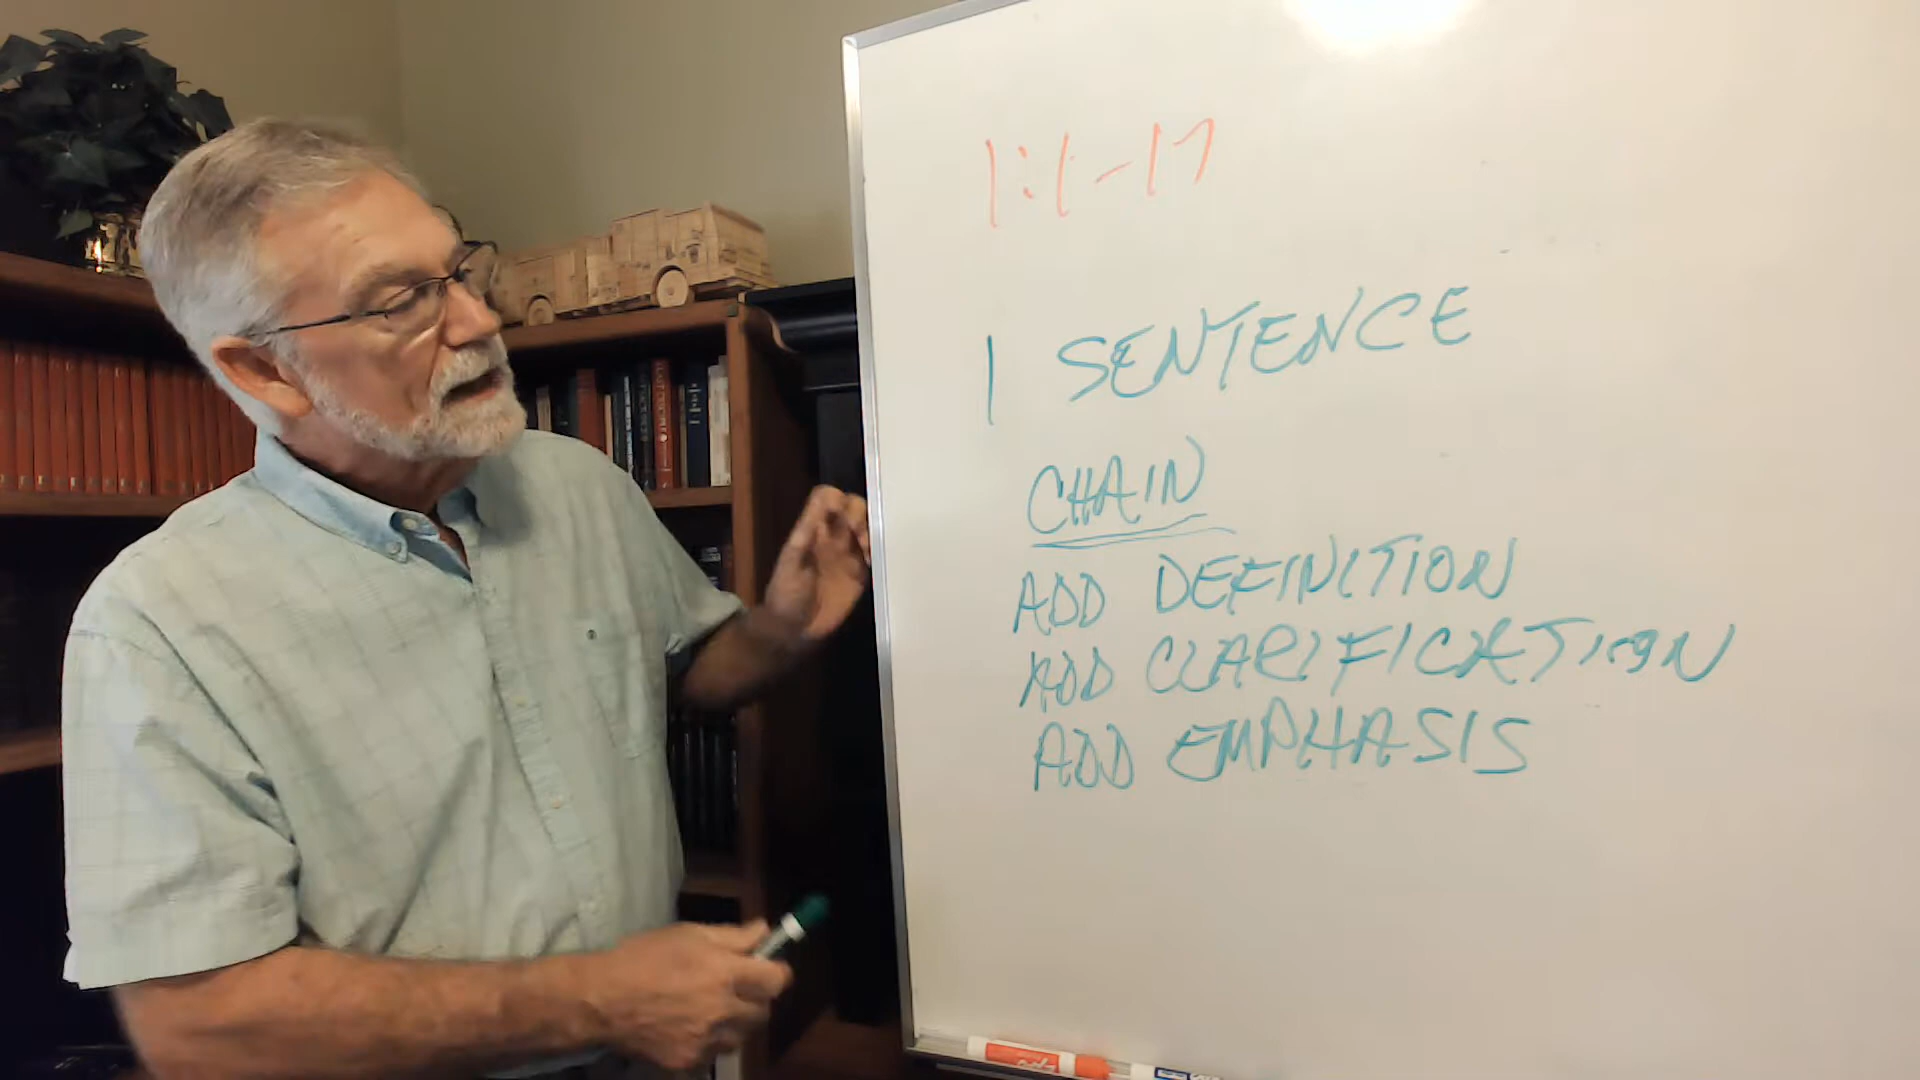 1:1-17
1 SENTENCE
CHAIN
ADD DEFINITION
ADD CLARIFICATION
ADD EMPHASIS